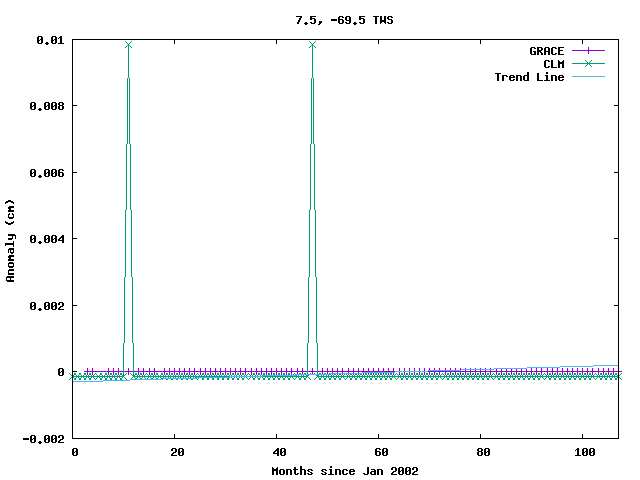 7.5, -69.5 TWS
GRACE
CLM
Trend Line
0.01
0.008
0.006
0.004
0.002
0
-0.002
Anomaly (cm)
0 20 40 60 80 100
Months since Jan 2002